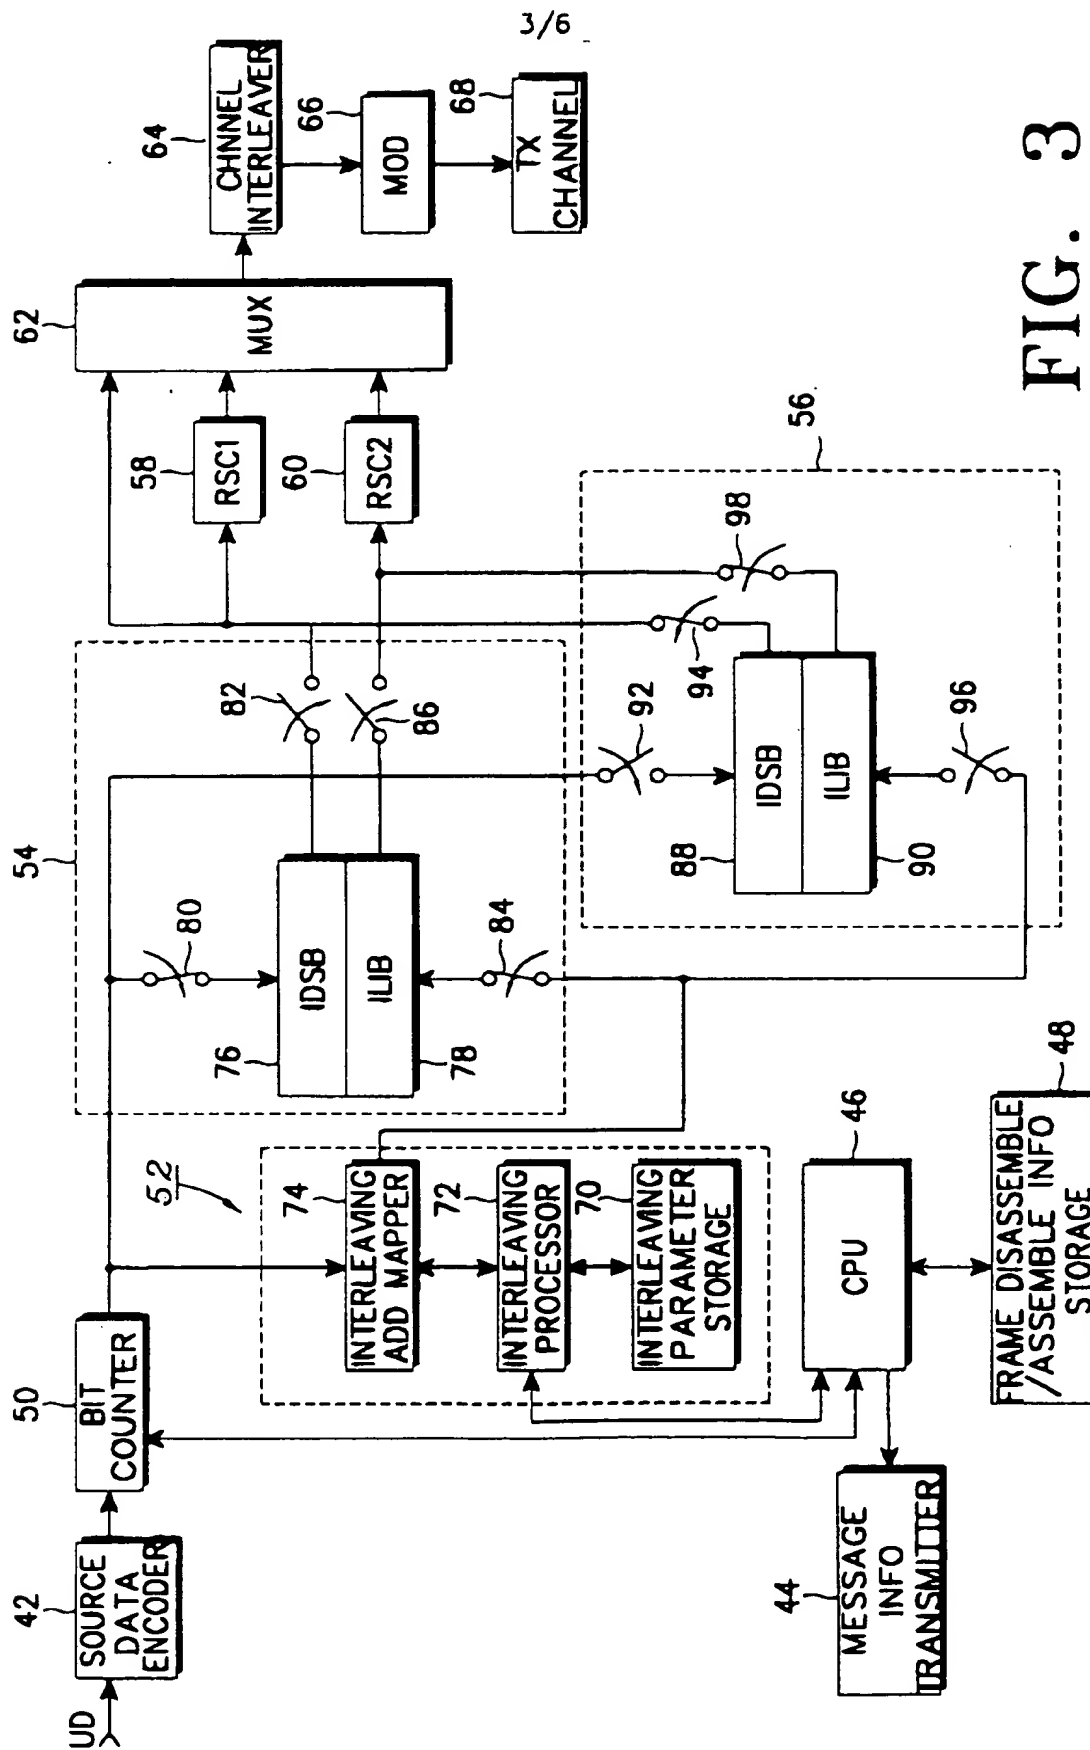 3/6
UD
42
SOURCE
DATA
ENCODER
50
BIT
COUNTER
52
54
80
76
IDSB
ILIB
78
84
82
86
62
MUX
58
RSC1
60
RSC2
64
CHNNEL
INTERLEAVER
66
MOD
68
TX
CHANNEL
74
INTERLEAVING
ADD MAPPER
72
INTERLEAVING
PROCESSOR
70
INTERLEAVING
PARAMETER
STORAGE
56
92
88
IDSB
ILIB
90
96
94
98
44
MESSAGE
INFO
TRANSMITTER
46
CPU
48
FRAME DISASSEMBLE
/ASSEMBLE INFO
STORAGE
FIG. 3